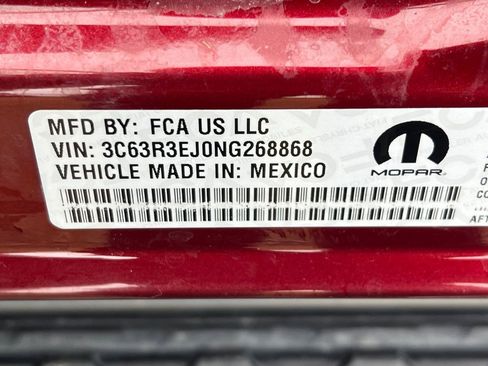 MFD BY: FCA US LLC
VIN: 3C63R3EJ0NG268868
VEHICLE MADE IN: MEXICO
MOPAR